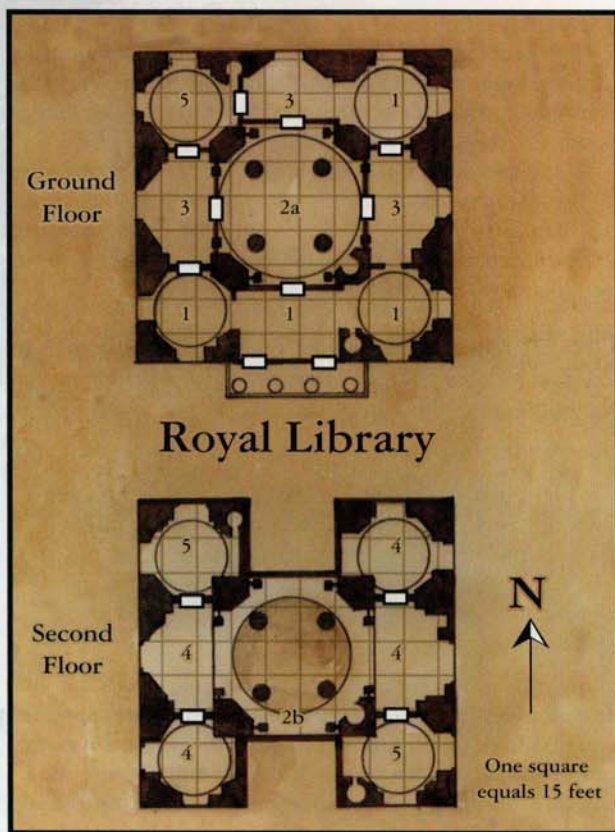 5
3
1
Ground
Floor
3
2a
3
1
1
1
Royal Library
5
4
Second
Floor
4
4
N
2b
4
5
One square
equals 15 feet